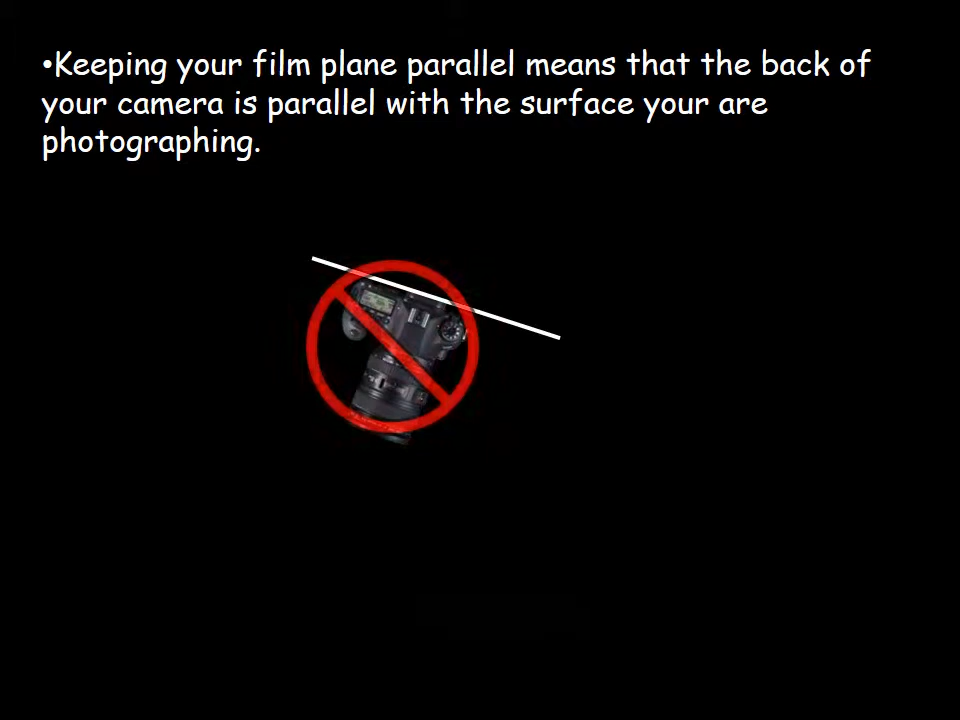 •Keeping your film plane parallel means that the back of
your camera is parallel with the surface your are
photographing.